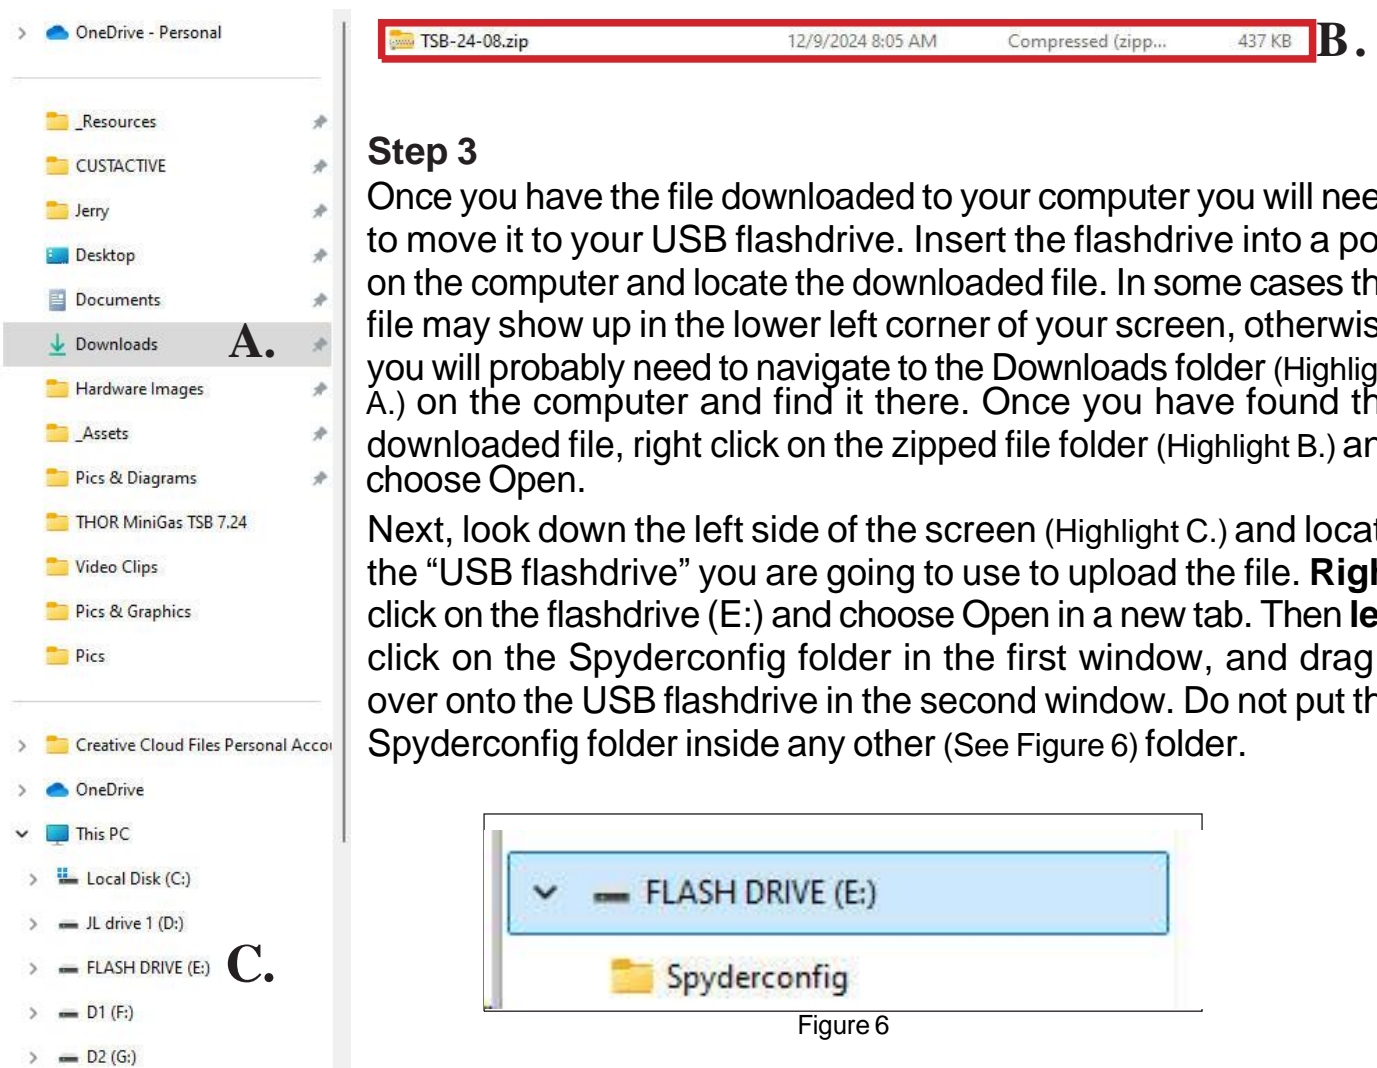 OneDrive - Personal
_Resources
CUSTACTIVE
Jerry
Desktop
Documents
Downloads A.
Hardware Images
_Assets
Pics & Diagrams
THOR MiniGas TSB 7.24
Video Clips
Pics & Graphics
Pics
Creative Cloud Files Personal Accou
OneDrive
This PC
Local Disk (C:)
JL drive 1 (D:)
FLASH DRIVE (E:) C.
D1 (F:)
D2 (G:)
TSB-24-08.zip 12/9/2024 8:05 AM Compressed (zipp... 437 KB B.
Step 3
Once you have the file downloaded to your computer you will nee
to move it to your USB flashdrive. Insert the flashdrive into a po
on the computer and locate the downloaded file. In some cases th
file may show up in the lower left corner of your screen, otherwis
you will probably need to navigate to the Downloads folder (Highlig
A.) on the computer and find it there. Once you have found th
downloaded file, right click on the zipped file folder (Highlight B.) an
choose Open.
Next, look down the left side of the screen (Highlight C.) and locat
the “USB flashdrive” you are going to use to upload the file. Righ
click on the flashdrive (E:) and choose Open in a new tab. Then le
click on the Spyderconfig folder in the first window, and drag
over onto the USB flashdrive in the second window. Do not put th
Spyderconfig folder inside any other (See Figure 6) folder.
FLASH DRIVE (E:)
Spyderconfig
Figure 6